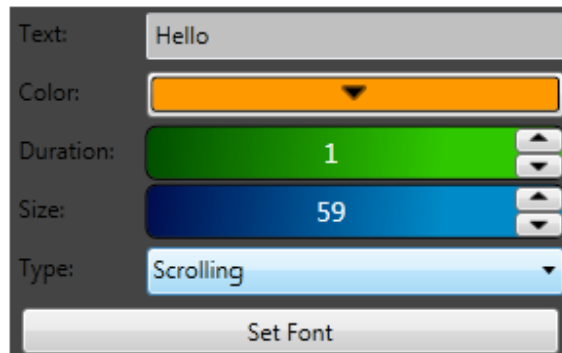 Text: Hello
Color:
Duration: 1
Size: 59
Type: Scrolling
Set Font